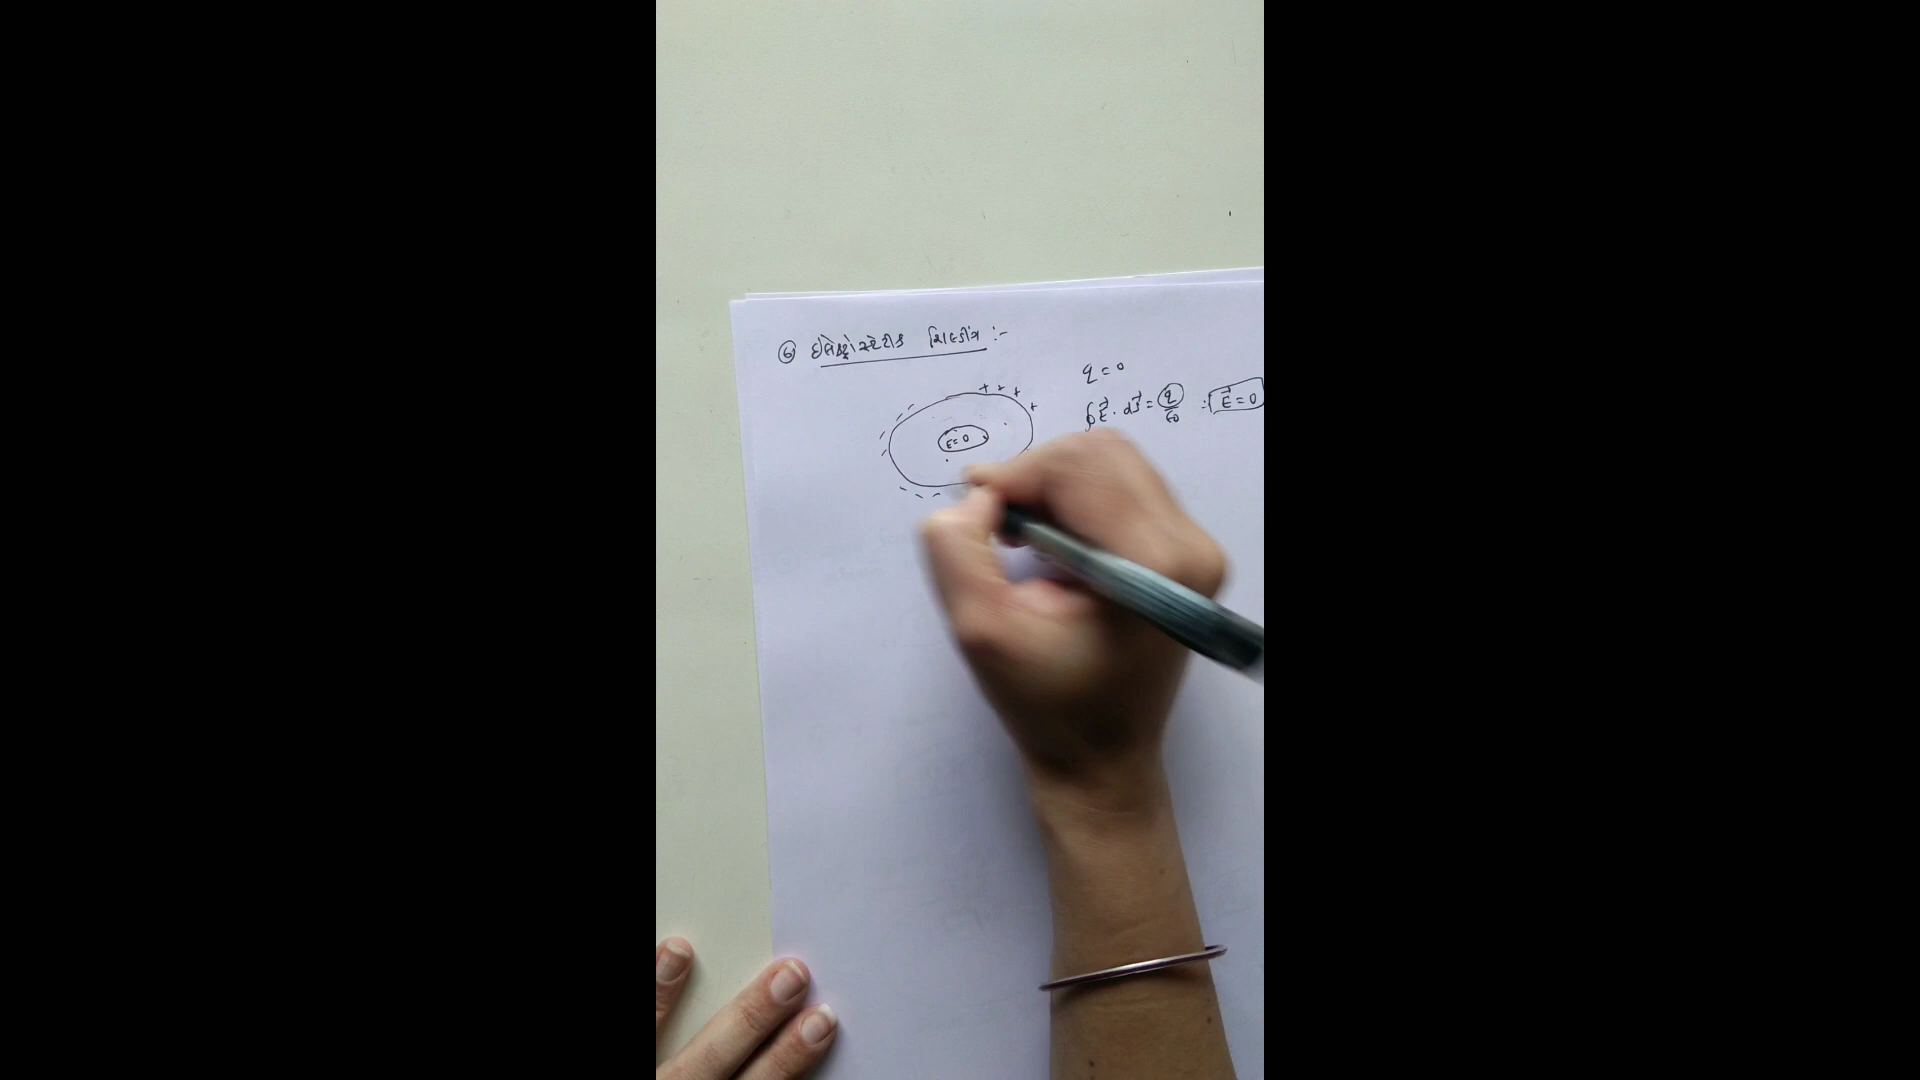 ⑥ ઇલેક્ટ્રોસ્ટેટીક શિલ્ડીંગ :-
q = 0
∮E⃗ · dS⃗ = q/ε0 ∴ E⃗ = 0
E = 0